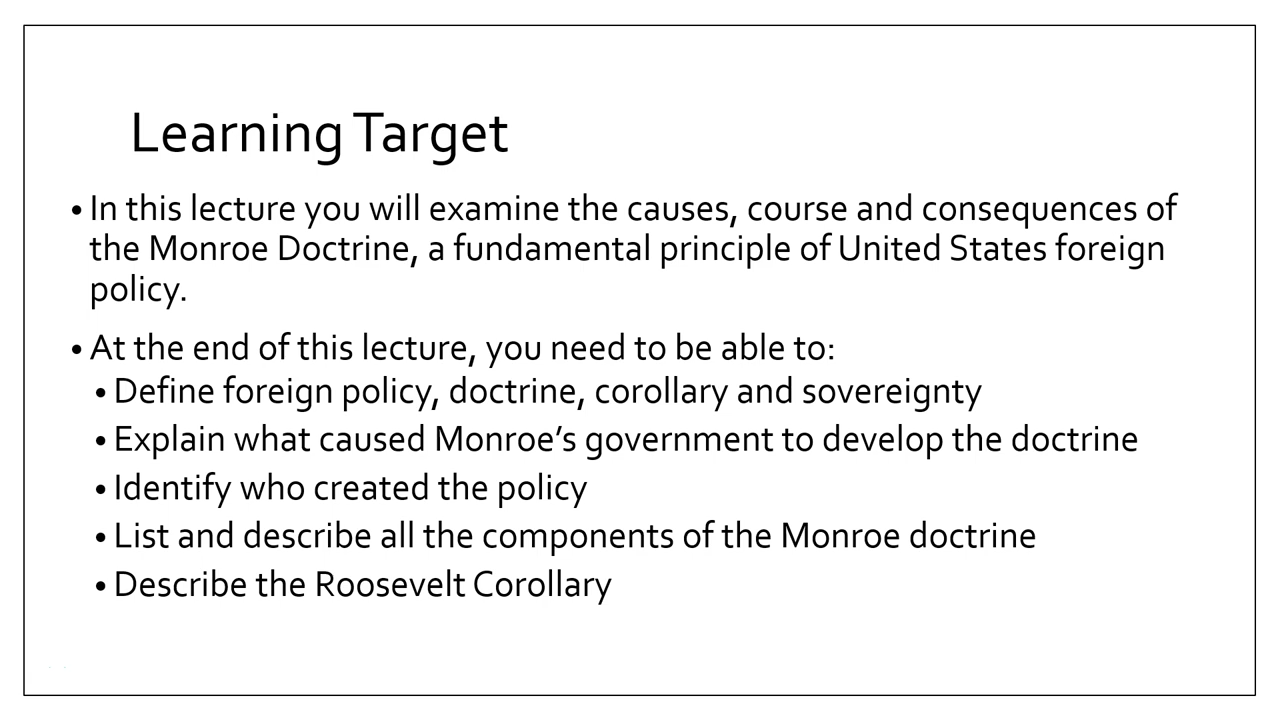 Learning Target
• In this lecture you will examine the causes, course and consequences of
the Monroe Doctrine, a fundamental principle of United States foreign
policy.
• At the end of this lecture, you need to be able to:
• Define foreign policy, doctrine, corollary and sovereignty
• Explain what caused Monroe’s government to develop the doctrine
• Identify who created the policy
• List and describe all the components of the Monroe doctrine
• Describe the Roosevelt Corollary